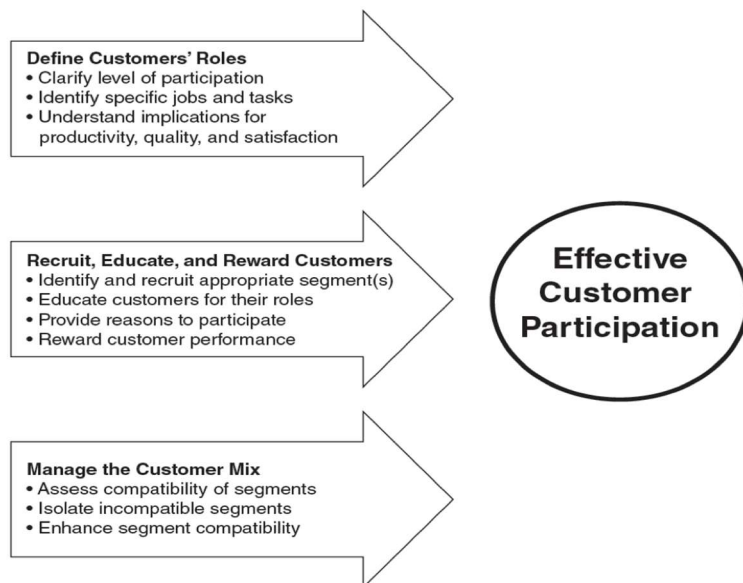 Define Customers' Roles
• Clarify level of participation
• Identify specific jobs and tasks
• Understand implications for
productivity, quality, and satisfaction
Recruit, Educate, and Reward Customers
• Identify and recruit appropriate segment(s)
• Educate customers for their roles
• Provide reasons to participate
• Reward customer performance
Manage the Customer Mix
• Assess compatibility of segments
• Isolate incompatible segments
• Enhance segment compatibility
Effective
Customer
Participation